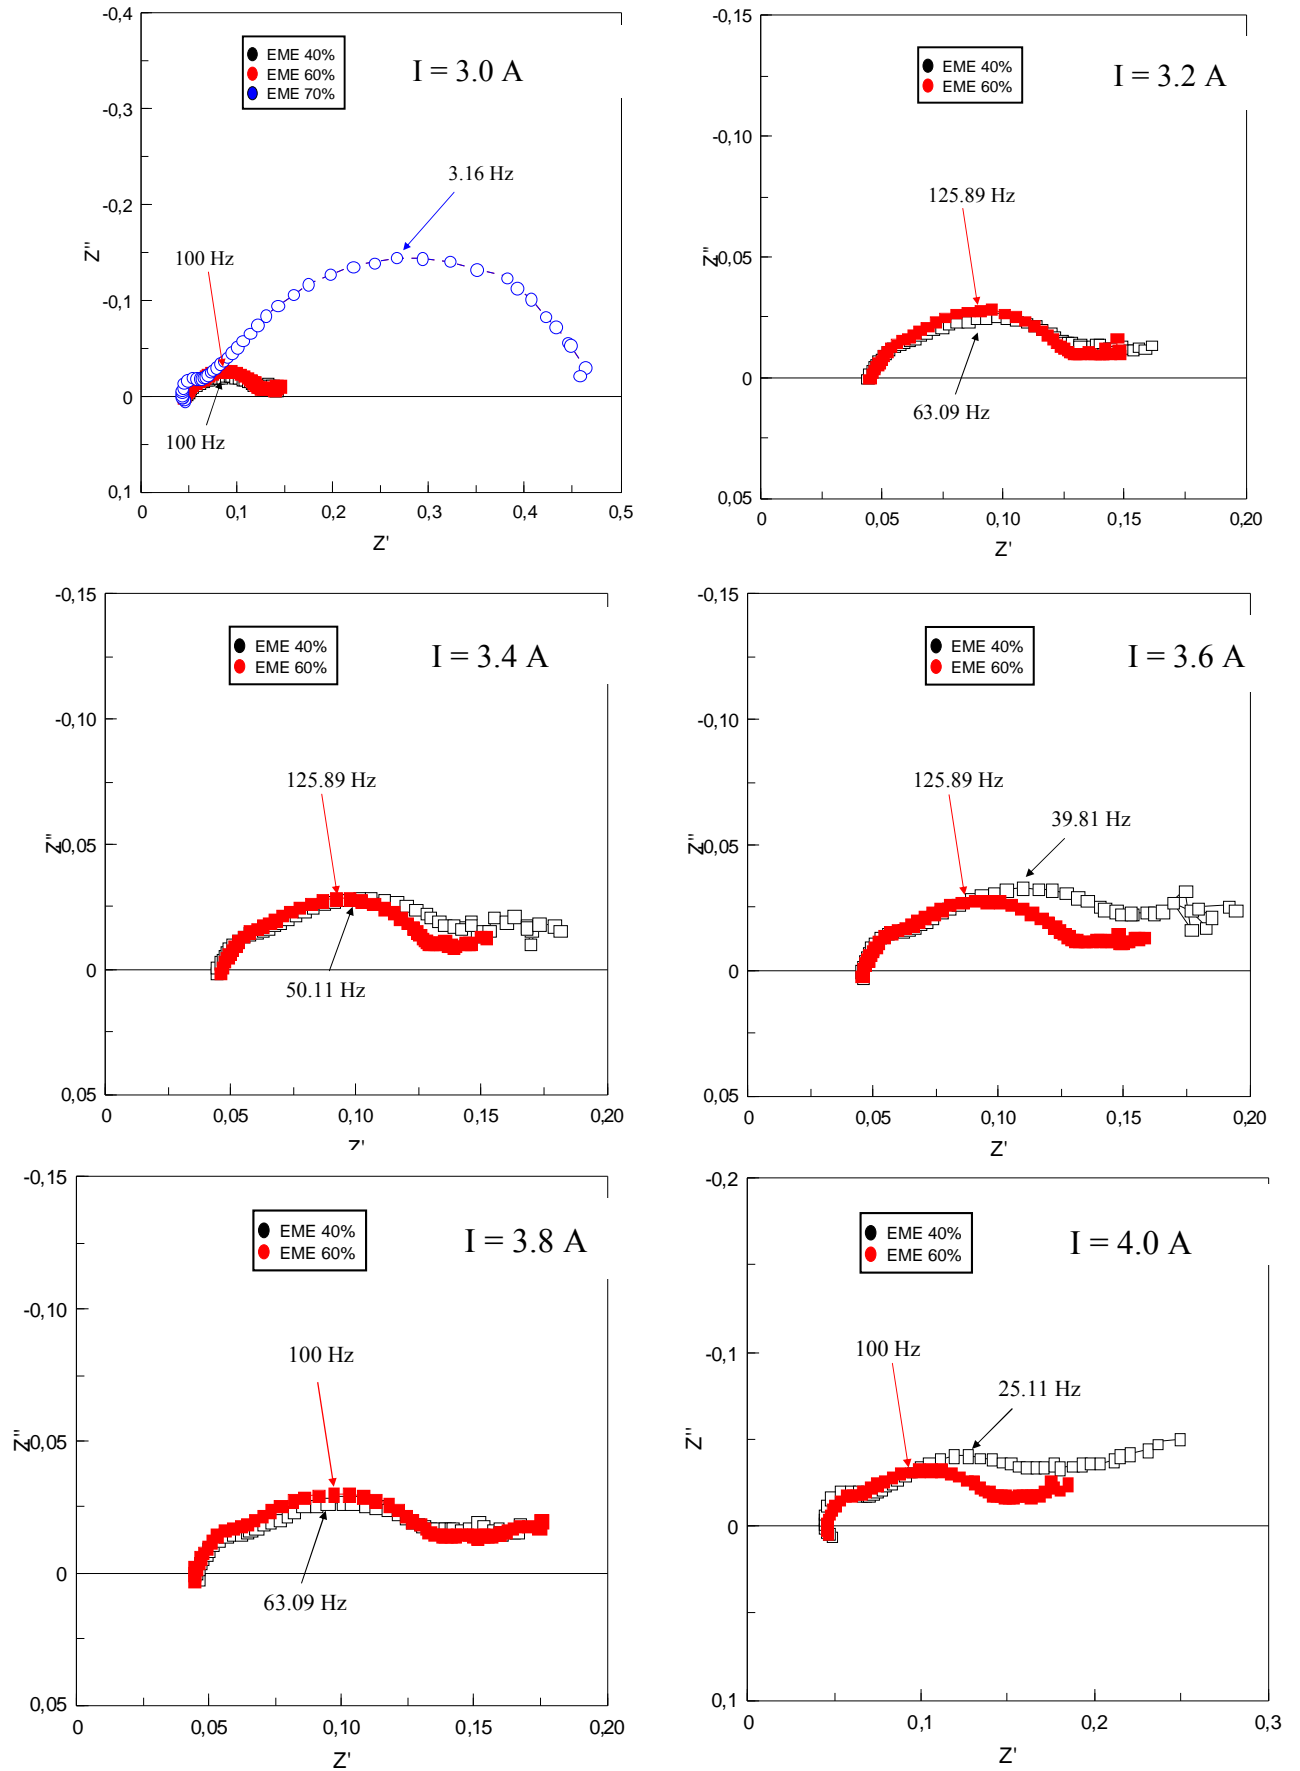 -0,4
EME 40%
EME 60%
EME 70%
I = 3.0 A
-0,3
-0,2
3.16 Hz
Z''
100 Hz
-0,1
0
100 Hz
0,1
0
0,1
0,2
0,3
0,4
0,5
Z'
-0,15
EME 40%
EME 60%
I = 3.2 A
-0,10
125.89 Hz
Z''
-0,05
0
63.09 Hz
0,05
0
0,05
0,10
0,15
0,20
Z'
-0,15
EME 40%
EME 60%
I = 3.4 A
-0,10
125.89 Hz
Z''
-0,05
0
50.11 Hz
0,05
0
0,05
0,10
0,15
0,20
Z'
-0,15
EME 40%
EME 60%
I = 3.6 A
-0,10
125.89 Hz
39.81 Hz
Z''
-0,05
0
0,05
0
0,05
0,10
0,15
0,20
Z'
-0,15
EME 40%
EME 60%
I = 3.8 A
-0,10
100 Hz
Z''
-0,05
0
63.09 Hz
0,05
0
0,05
0,10
0,15
0,20
Z'
-0,2
EME 40%
EME 60%
I = 4.0 A
100 Hz
-0,1
25.11 Hz
Z''
0
0,1
0
0,1
0,2
0,3
Z'